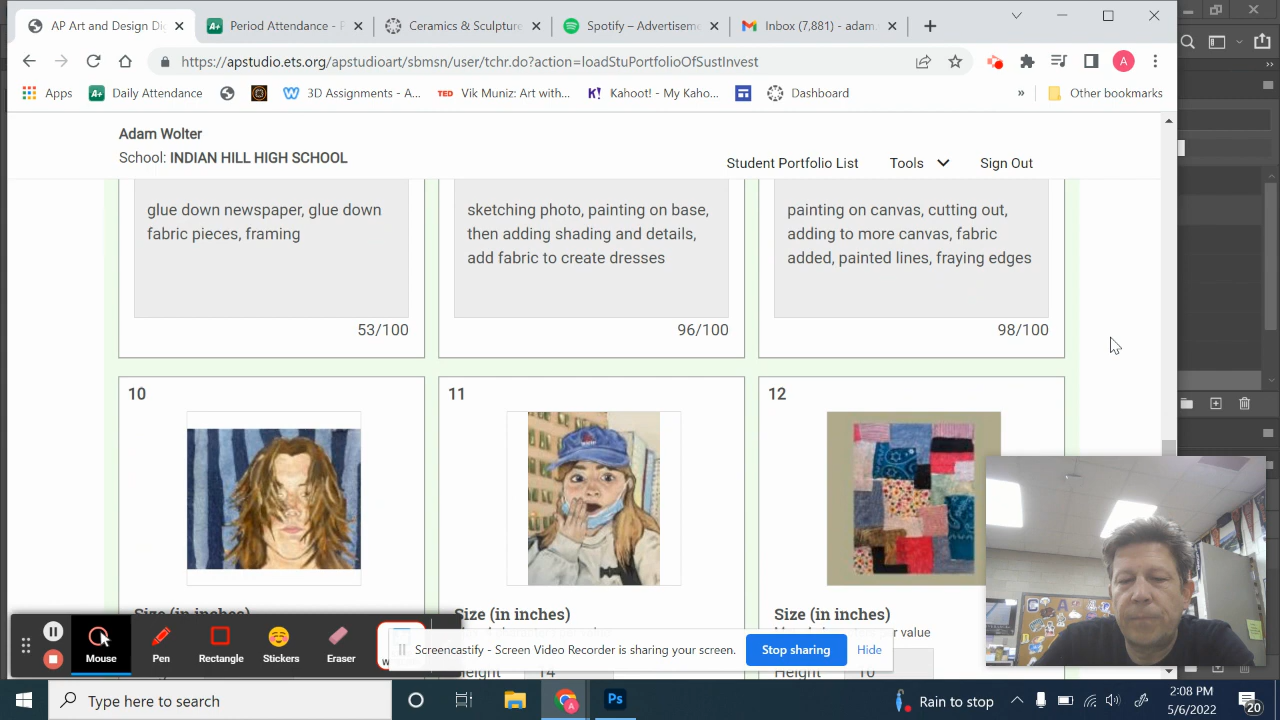 AP Art and Design Di
Period Attendance - P
Ceramics & Sculpture
Spotify – Advertisem
Inbox (7,881) - adam
https://apstudio.ets.org/apstudioart/sbmsn/user/tchr.do?action=loadStuPortfolioOfSustInvest
A
Apps
A+ Daily Attendance
3D Assignments - A...
TED Vik Muniz: Art with...
K! Kahoot! - My Kaho...
Dashboard
»
Other bookmarks
Adam Wolter
School: INDIAN HILL HIGH SCHOOL
Student Portfolio List
Tools
Sign Out
glue down newspaper, glue down
fabric pieces, framing
53/100
sketching photo, painting on base,
then adding shading and details,
add fabric to create dresses
96/100
painting on canvas, cutting out,
adding to more canvas, fabric
added, painted lines, fraying edges
98/100
10
11
12
Size (in inches)
Size (in inches)
Size (in inches)
value
Height
14
Height
10
Mouse
Pen
Rectangle
Stickers
Eraser
Screencastify - Screen Video Recorder is sharing your screen.
Stop sharing
Hide
Type here to search
Ps
Rain to stop
2:08 PM
5/6/2022
20